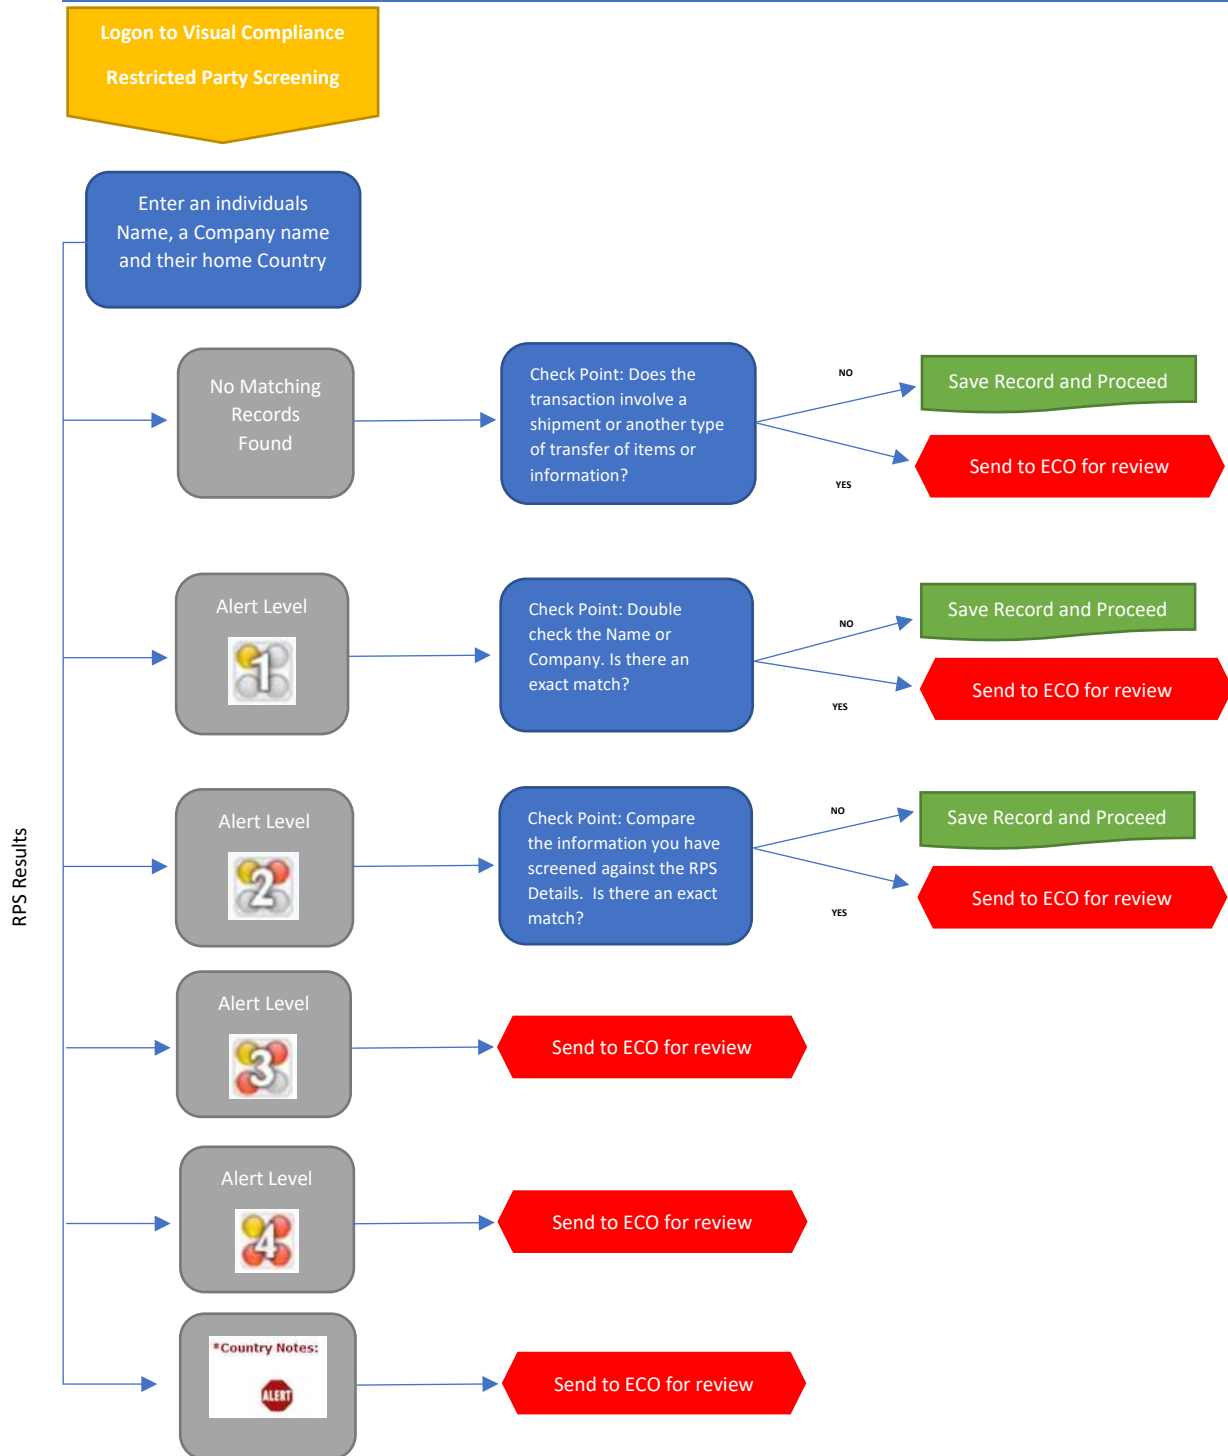 Logon to Visual Compliance
Restricted Party Screening
Enter an individuals
Name, a Company name
and their home Country
RPS Results
No Matching
Records
Found
Check Point: Does the
transaction involve a
shipment or another type
of transfer of items or
information?
NO
Save Record and Proceed
YES
Send to ECO for review
Alert Level
1
Check Point: Double
check the Name or
Company. Is there an
exact match?
NO
Save Record and Proceed
YES
Send to ECO for review
Alert Level
2
Check Point: Compare
the information you have
screened against the RPS
Details.  Is there an exact
match?
NO
Save Record and Proceed
YES
Send to ECO for review
Alert Level
3
Send to ECO for review
Alert Level
4
Send to ECO for review
*Country Notes:
ALERT
Send to ECO for review